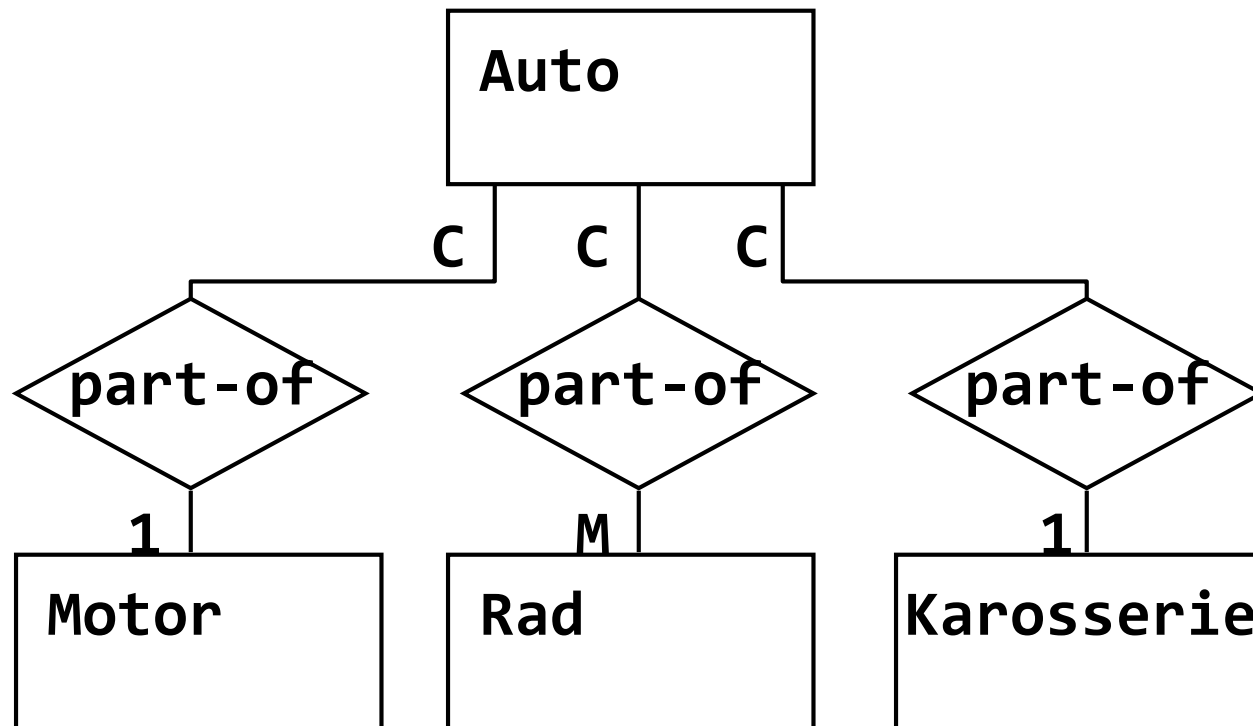 Auto
C C C
part-of part-of part-of
1 M 1
Motor Rad Karosserie